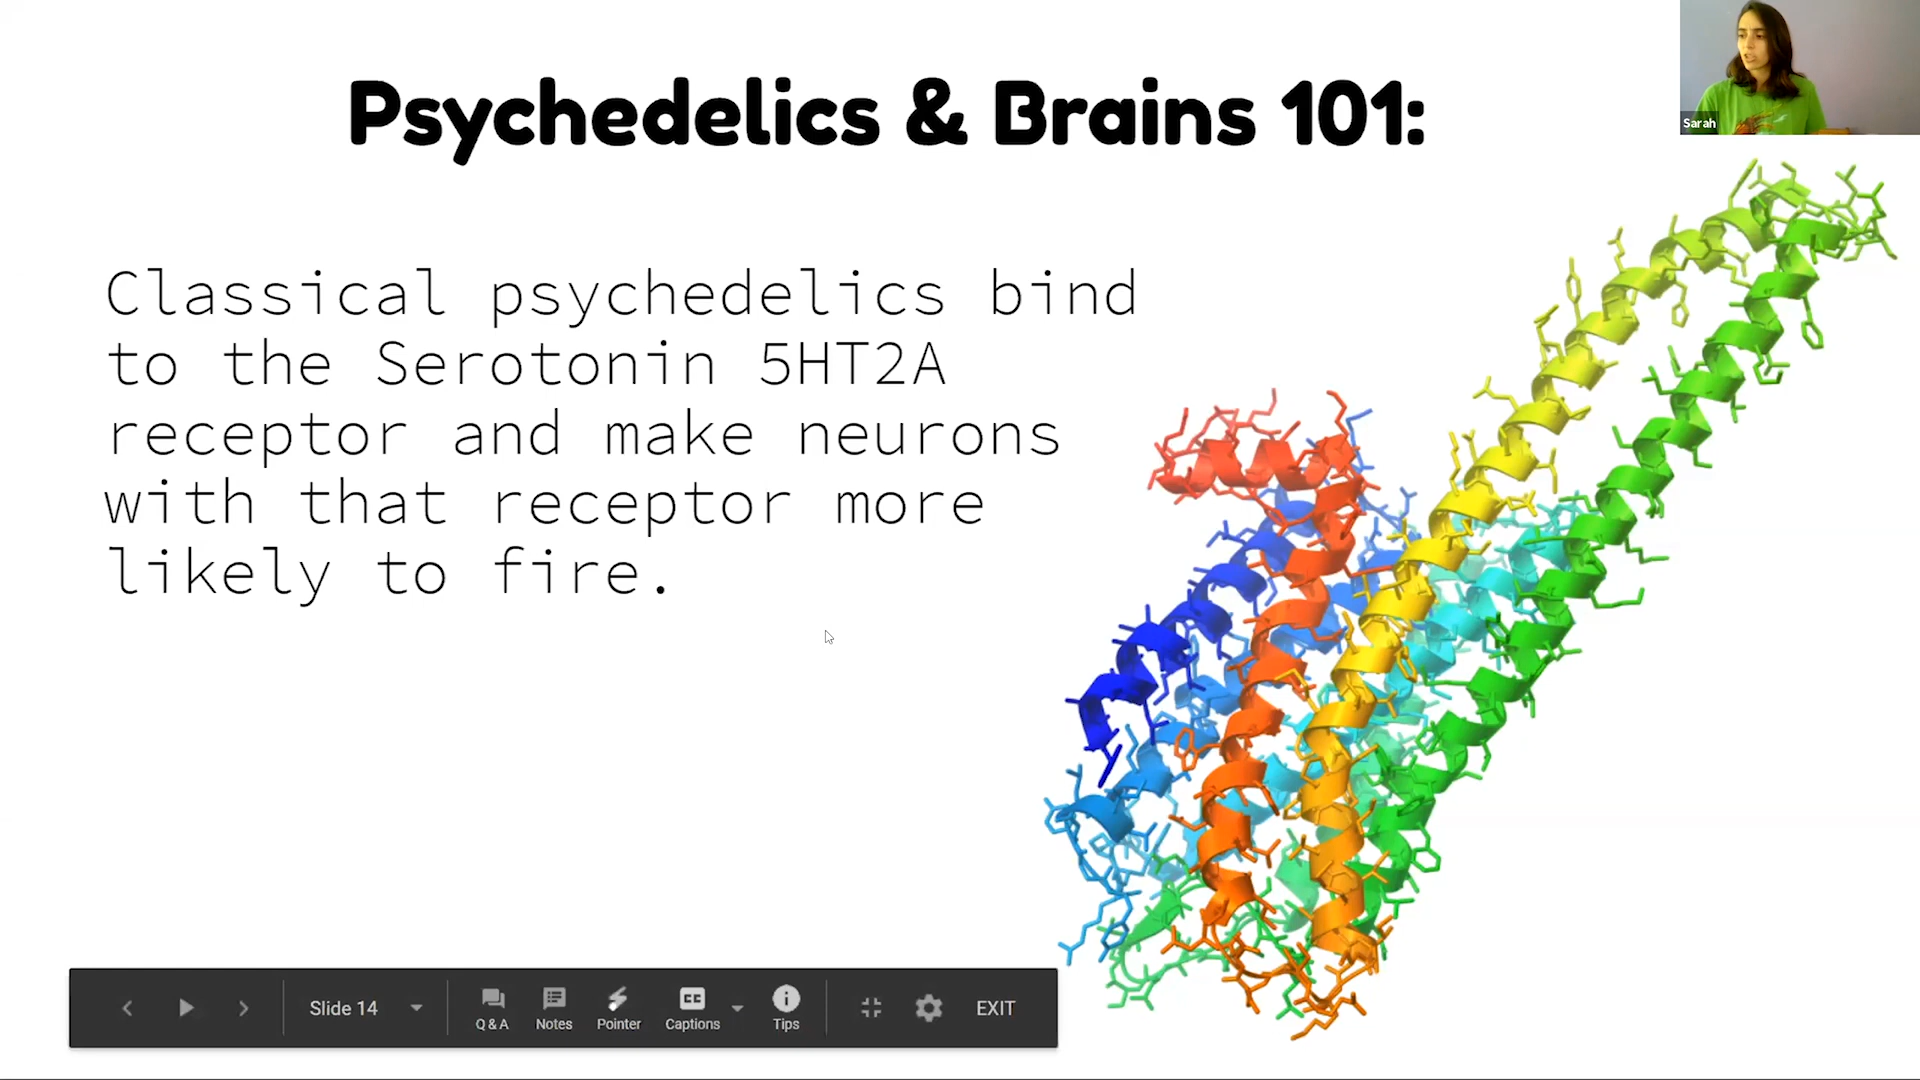 Psychedelics & Brains 101:
Sarah
Classical psychedelics bind
to the Serotonin 5HT2A
receptor and make neurons
with that receptor more
likely to fire.
Slide 14
Q & A
Notes
Pointer
CC
Captions
Tips
EXIT